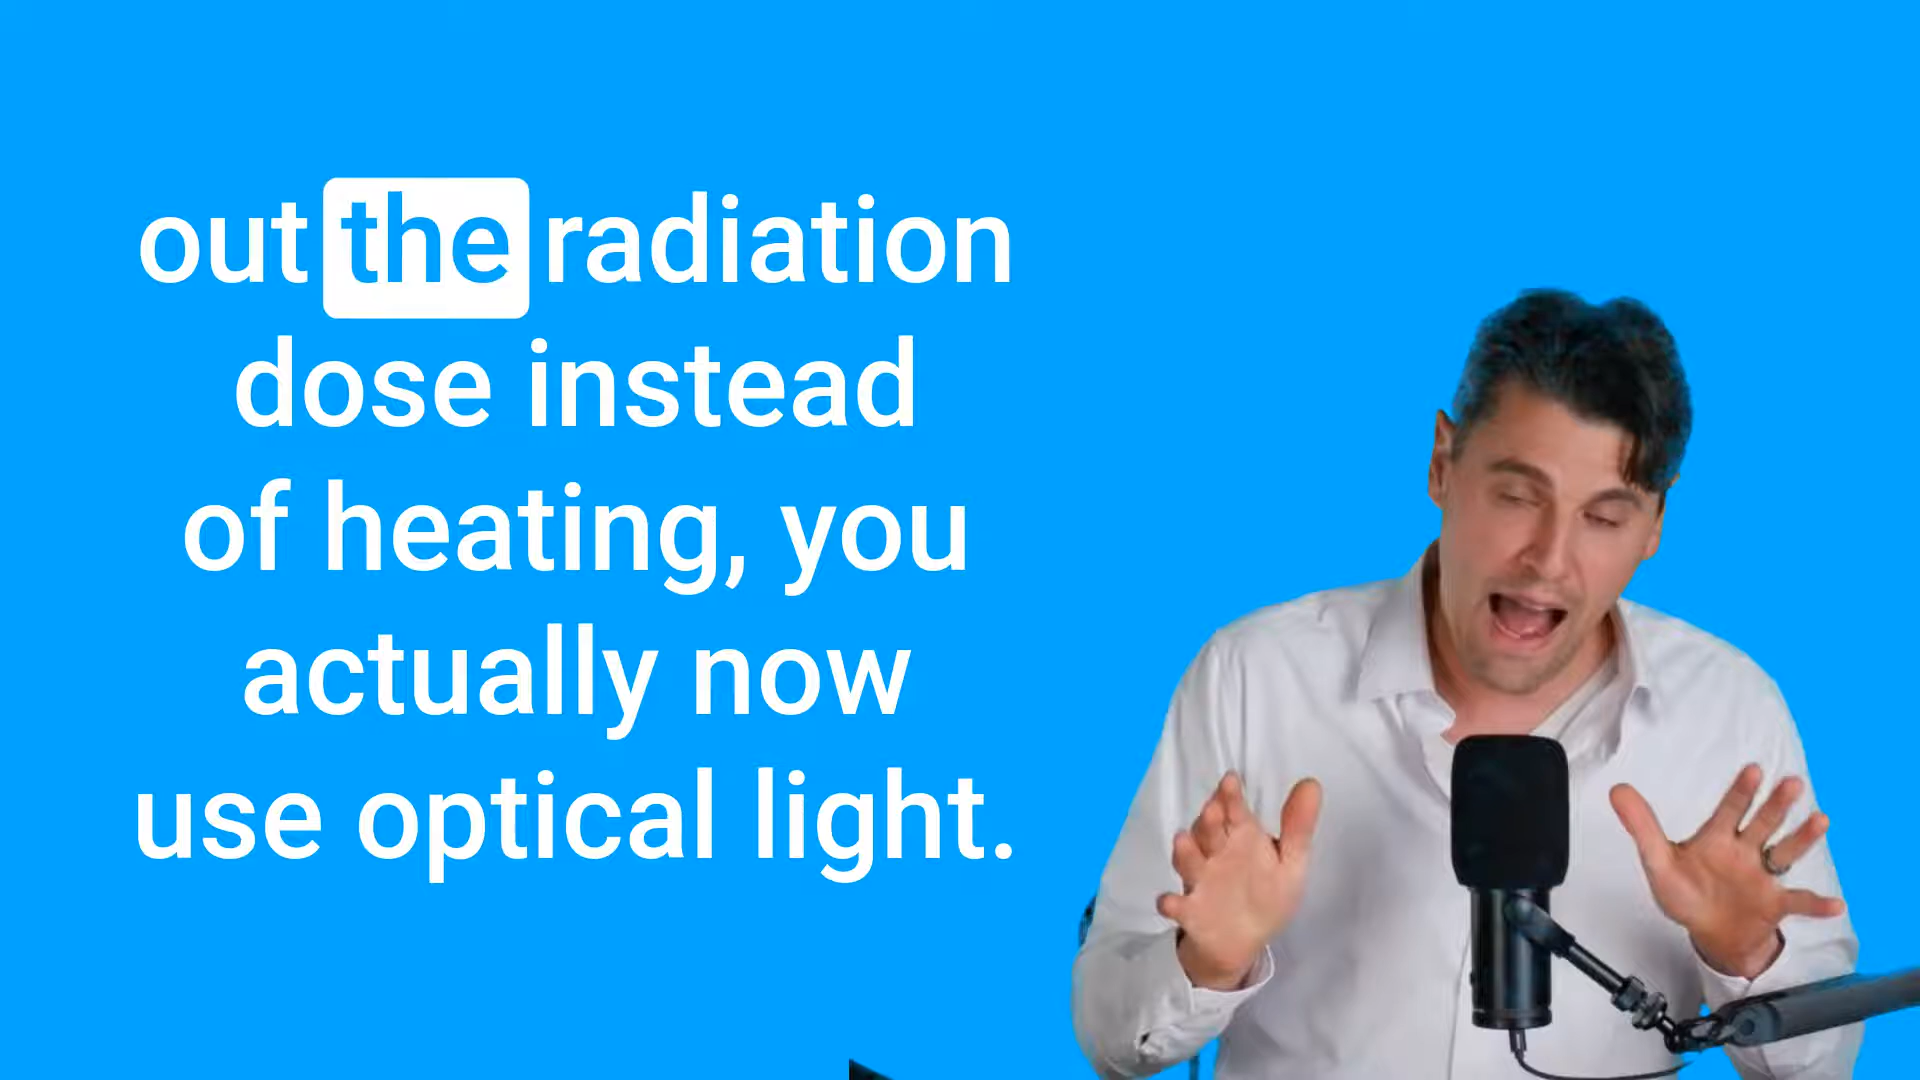 out the radiation
dose instead
of heating, you
actually now
use optical light.